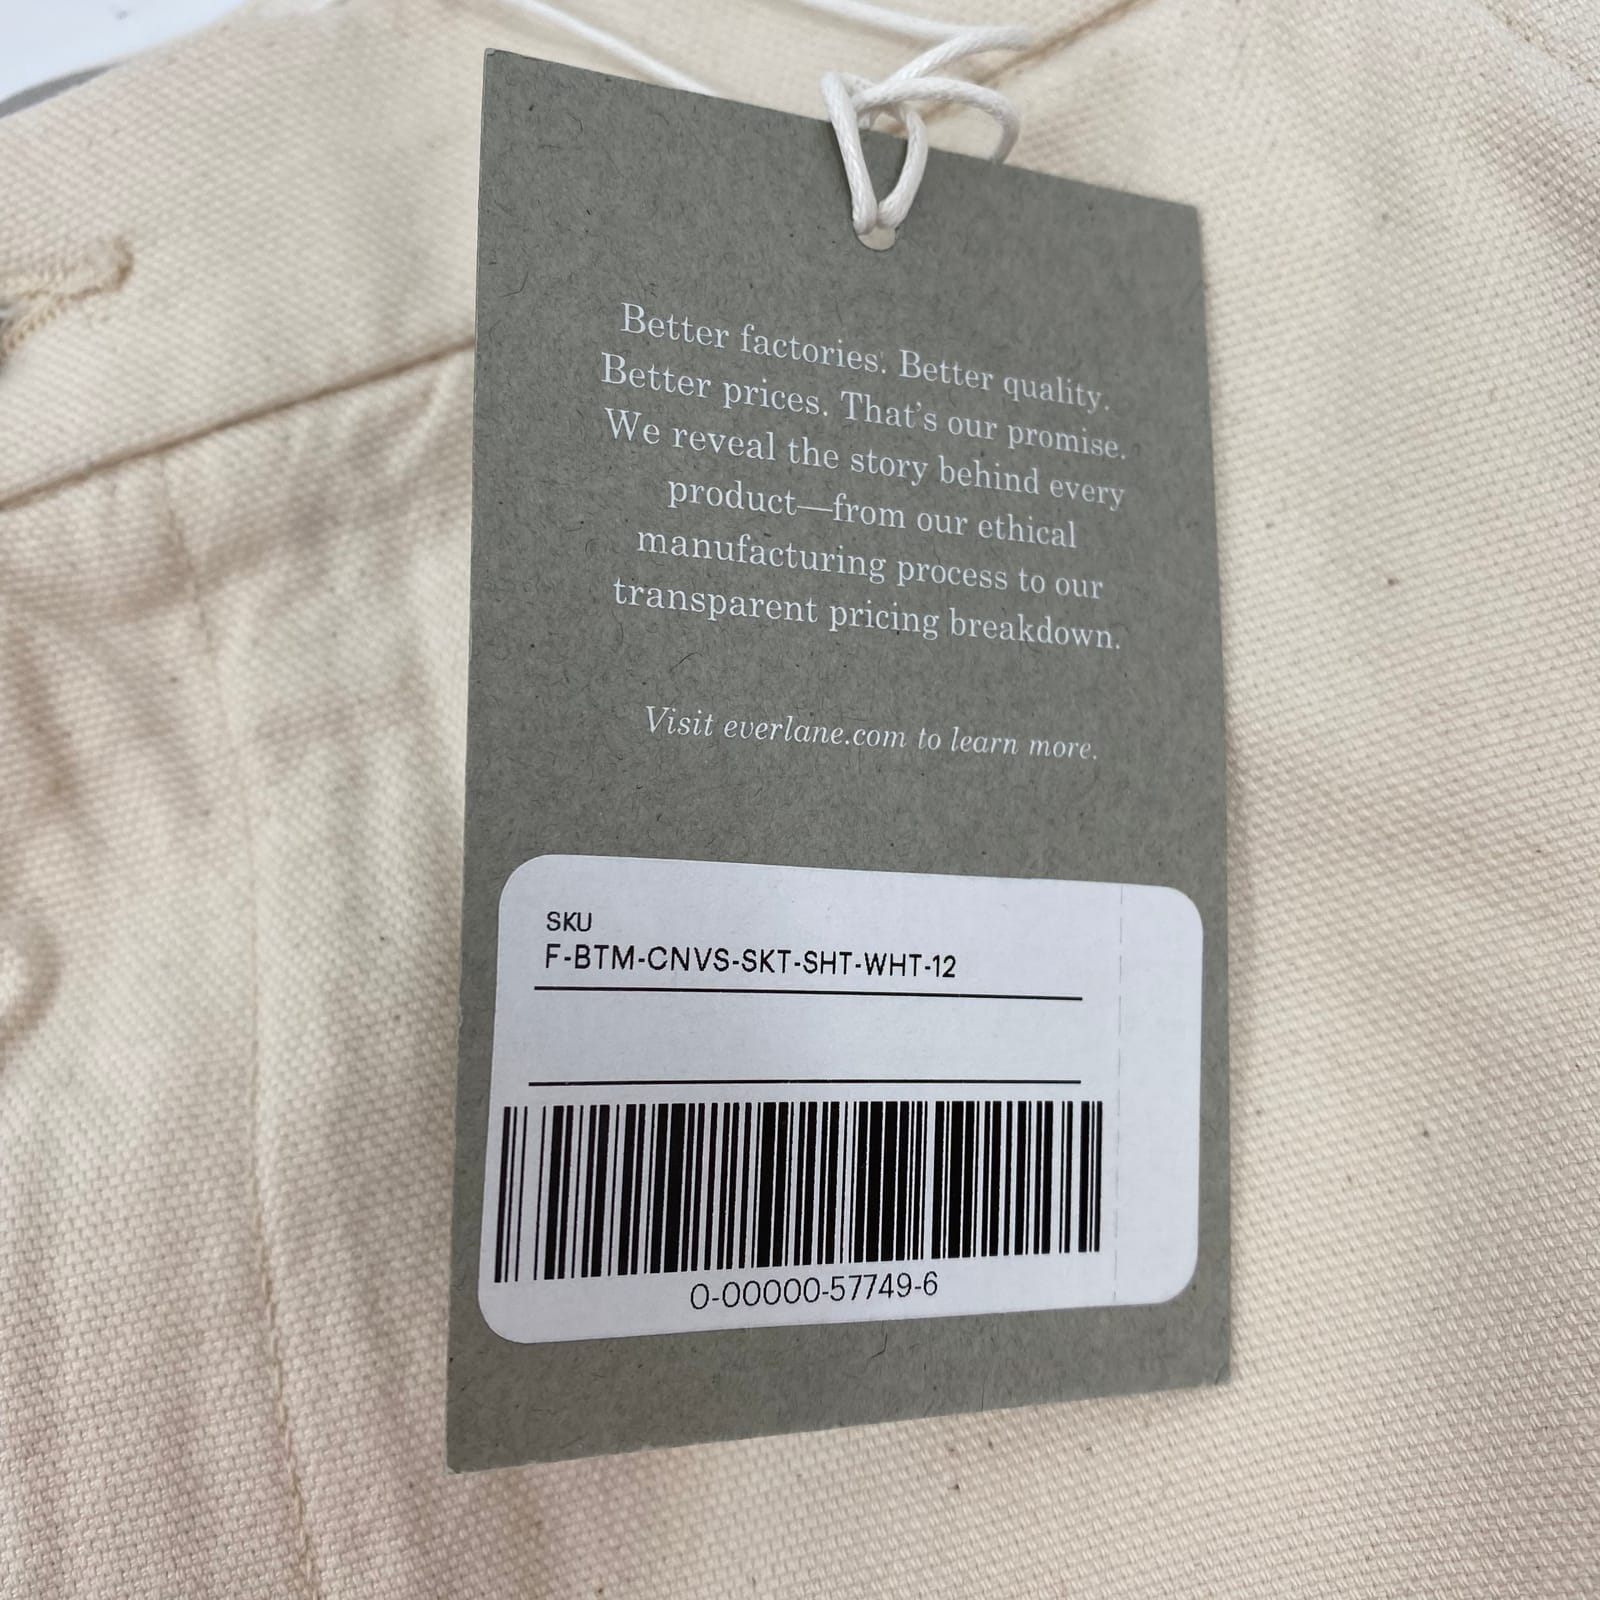 Better factories. Better quality.
Better prices. That's our promise.
We reveal the story behind every
product—from our ethical
manufacturing process to our
transparent pricing breakdown.
Visit everlane.com to learn more.
SKU
F-BTM-CNVS-SKT-SHT-WHT-12
0-00000-57749-6